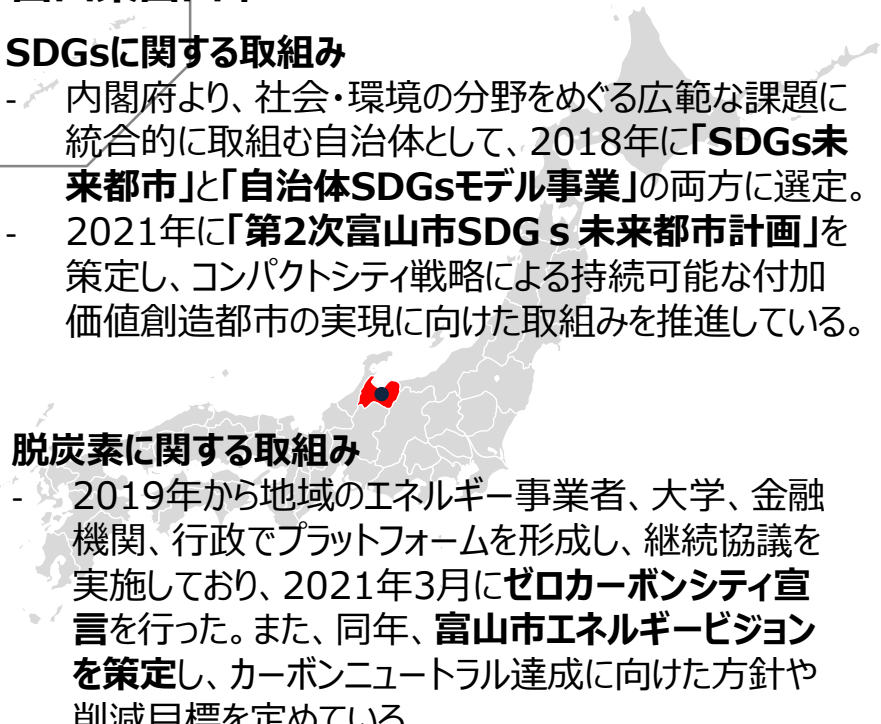 SDGsに関する取組み
- 内閣府より、社会・環境の分野をめぐる広範な課題に
統合的に取組む自治体として、2018年に「SDGs未
来都市」と「自治体SDGsモデル事業」の両方に選定。
- 2021年に「第2次富山市SDGs未来都市計画」を
策定し、コンパクトシティ戦略による持続可能な付加
価値創造都市の実現に向けた取組みを推進している。
脱炭素に関する取組み
- 2019年から地域のエネルギー事業者、大学、金融
機関、行政でプラットフォームを形成し、継続協議を
実施しており、2021年3月にゼロカーボンシティ宣
言を行った。また、同年、富山市エネルギービジョン
を策定し、カーボンニュートラル達成に向けた方針や
削減目標を定めている